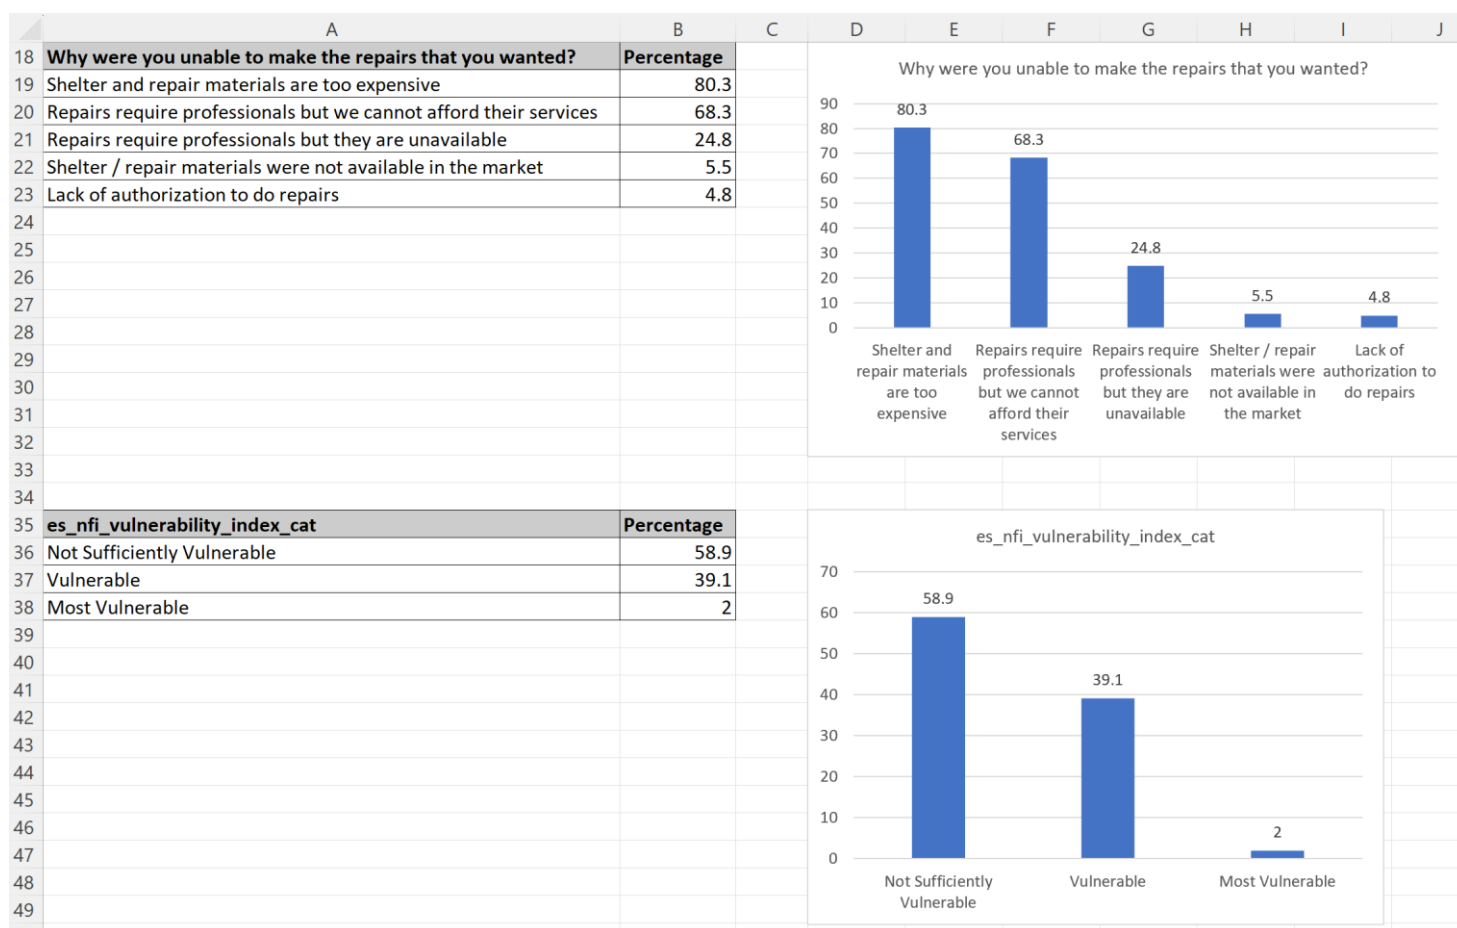 A B C D E F G H I J
18 Why were you unable to make the repairs that you wanted? Percentage
19 Shelter and repair materials are too expensive 80.3
20 Repairs require professionals but we cannot afford their services 68.3
21 Repairs require professionals but they are unavailable 24.8
22 Shelter / repair materials were not available in the market 5.5
23 Lack of authorization to do repairs 4.8
24
25
26
27
28
29
30
31
32
33
34
Why were you unable to make the repairs that you wanted?
90
80
70
60
50
40
30
20
10
0
80.3
68.3
24.8
5.5
4.8
Shelter and
repair materials
are too
expensive
Repairs require
professionals
but we cannot
afford their
services
Repairs require
professionals
but they are
unavailable
Shelter / repair
materials were
not available in
the market
Lack of
authorization to
do repairs
35 es_nfi_vulnerability_index_cat Percentage
36 Not Sufficiently Vulnerable 58.9
37 Vulnerable 39.1
38 Most Vulnerable 2
39
40
41
42
43
44
45
46
47
48
49
es_nfi_vulnerability_index_cat
70
60
50
40
30
20
10
0
58.9
39.1
2
Not Sufficiently
Vulnerable
Vulnerable
Most Vulnerable